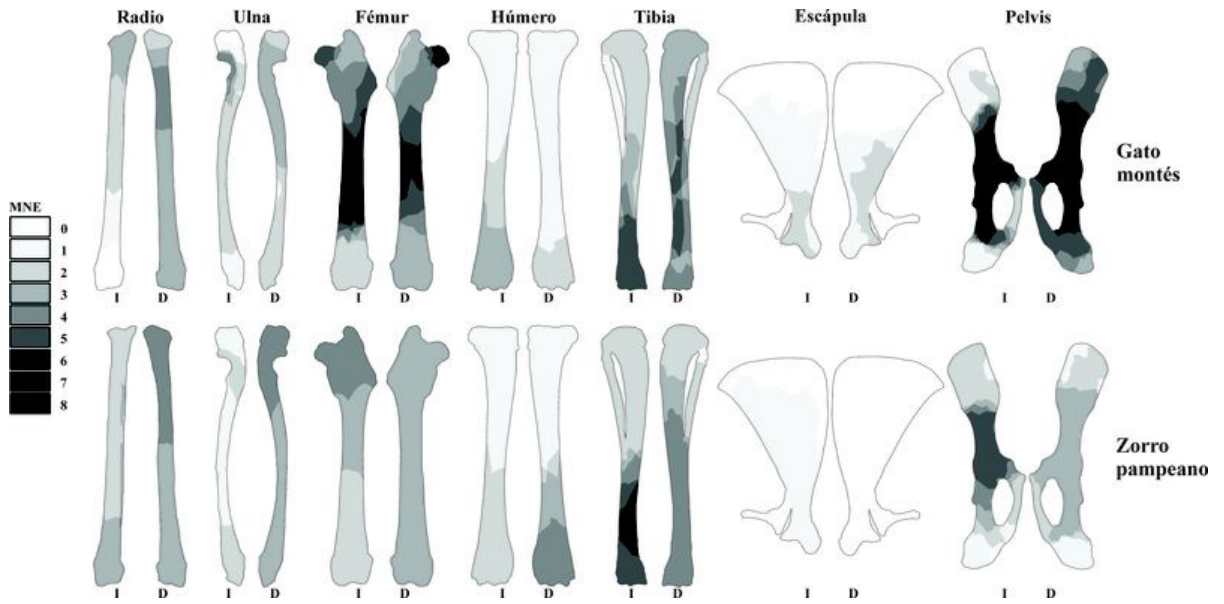 Radio Ulna Fémur Húmero Tibia Escápula Pelvis
Gato
montés
MNE
0
1
2
3
4
5
6
7
8
I D I D I D I D I D I D I D
Zorro
pampeano
I D I D I D I D I D I D I D